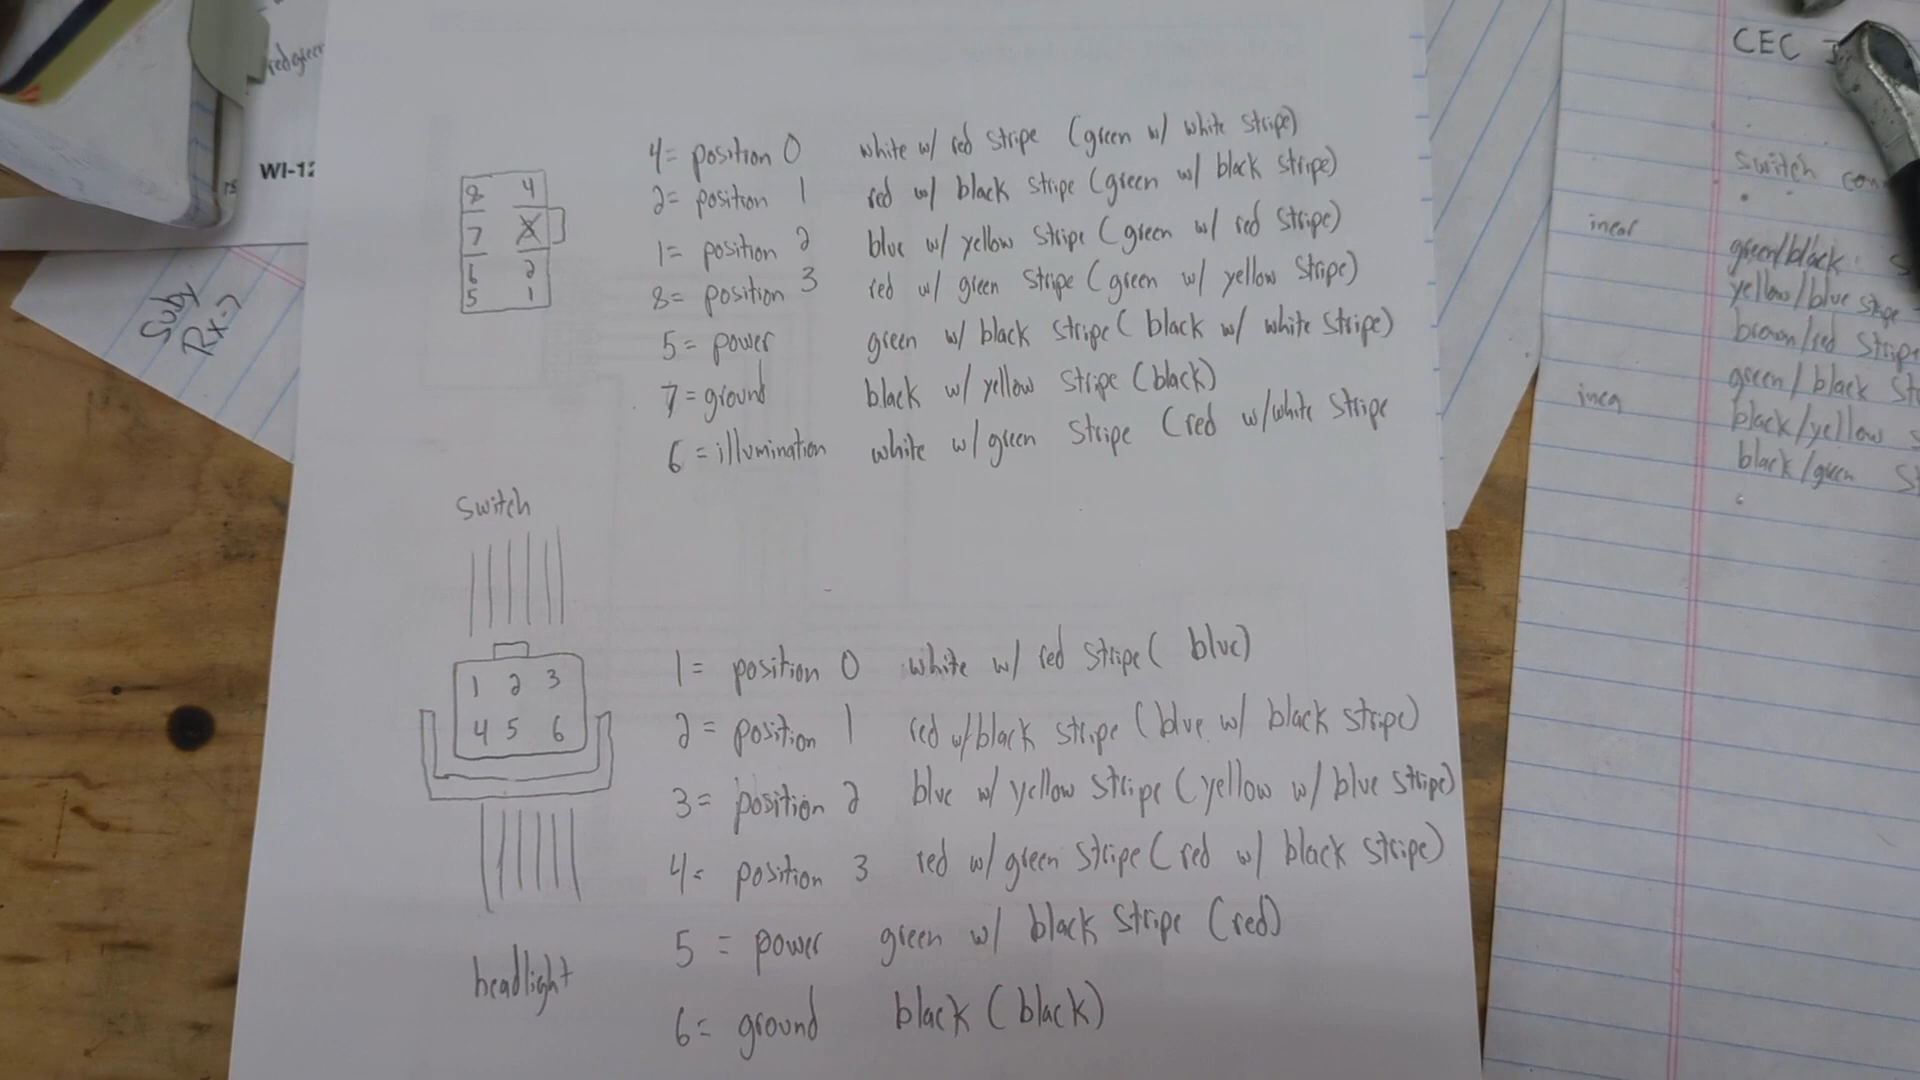 red green
WI-12
Suby
Rx-7
8 4
7 X
6 2
5 1
4= position 0 white w/ red stripe (green w/ white stripe)
2= position 1 red w/ black stripe (green w/ black stripe)
1= position 2 blue w/ yellow stripe (green w/ red stripe)
8= position 3 red w/ green stripe (green w/ yellow stripe)
5= power green w/ black stripe (black w/ white stripe)
7= ground black w/ yellow stripe (black)
6= illumination white w/ green stripe (red w/white stripe
switch
1 2 3
4 5 6
headlight
1= position 0 white w/ red stripe (blue)
2= position 1 red w/black stripe (blue w/ black stripe)
3= position 2 blue w/ yellow stripe (yellow w/ blue stripe)
4= position 3 red w/ green stripe (red w/ black stripe)
5= power green w/ black stripe (red)
6= ground black (black)
CEC
switch
green/black
yellow/blue stripe
brown/red stripe
green/black
black/yellow
black/green